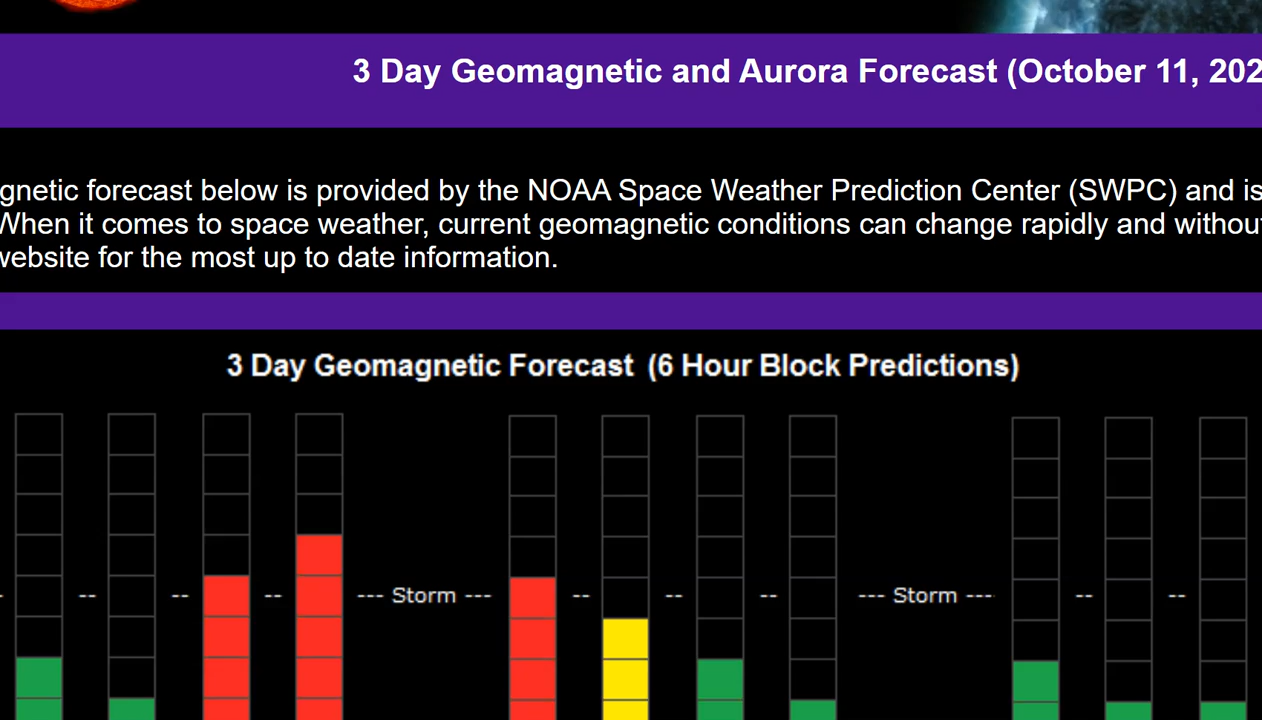 3 Day Geomagnetic and Aurora Forecast (October 11, 202
gnetic forecast below is provided by the NOAA Space Weather Prediction Center (SWPC) and is
When it comes to space weather, current geomagnetic conditions can change rapidly and without
website for the most up to date information.
3 Day Geomagnetic Forecast (6 Hour Block Predictions)
- -- -- -- --- Storm --- -- -- -- --- Storm --- -- --